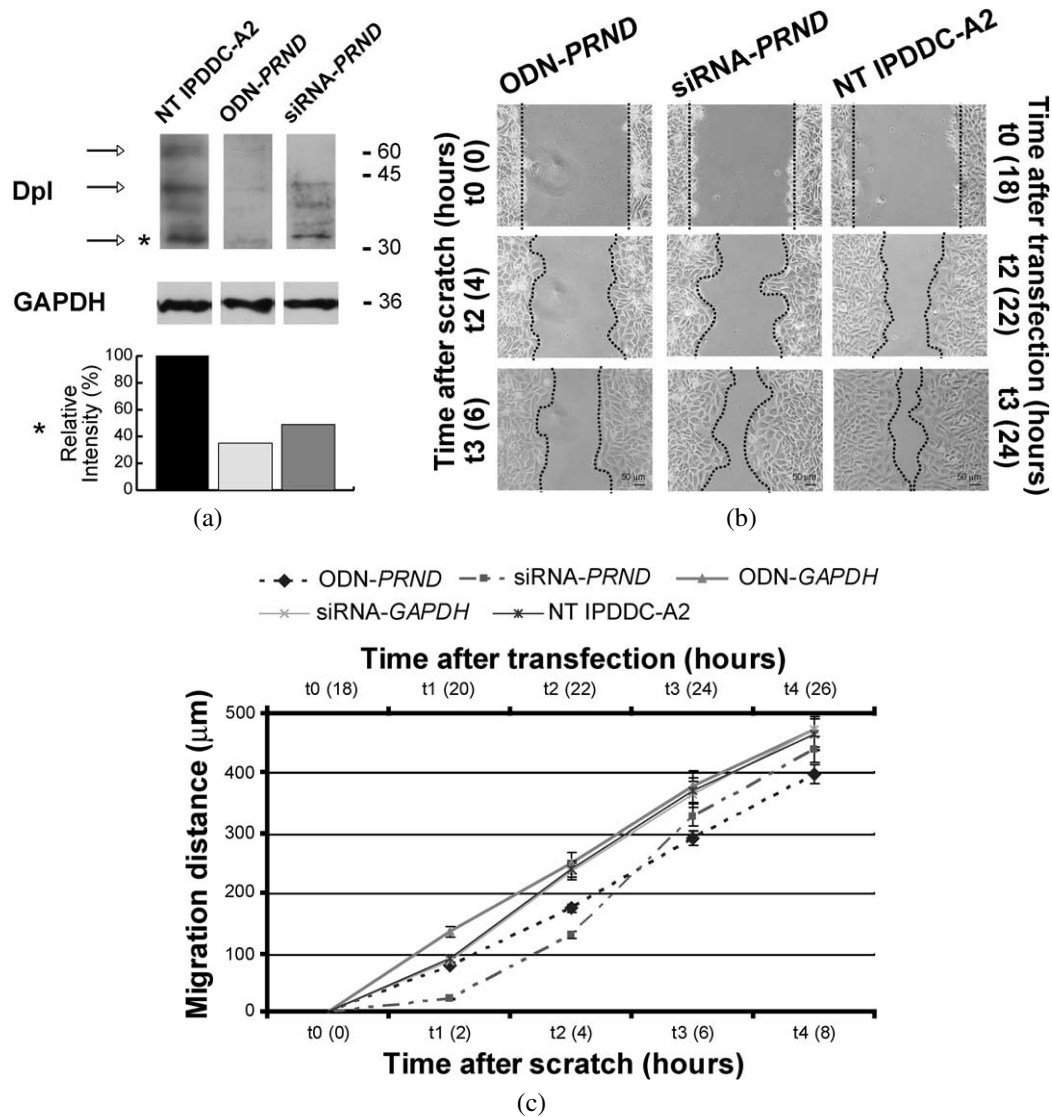 NT IPDDC-A2
ODN-PRND
siRNA-PRND
Dpl
- 60
- 45
*
- 30
GAPDH
- 36
*
Relative
Intensity (%)
100
80
60
40
20
0
(a)
ODN-PRND
siRNA-PRND
NT IPDDC-A2
Time after scratch (hours)
t0 (0)
t2 (4)
t3 (6)
Time after transfection (hours)
t0 (18)
t2 (22)
t3 (24)
50 µm
50 µm
50 µm
(b)
ODN-PRND
siRNA-PRND
ODN-GAPDH
siRNA-GAPDH
NT IPDDC-A2
Time after transfection (hours)
t0 (18) t1 (20) t2 (22) t3 (24) t4 (26)
Migration distance (µm)
500
400
300
200
100
0
t0 (0) t1 (2) t2 (4) t3 (6) t4 (8)
Time after scratch (hours)
(c)